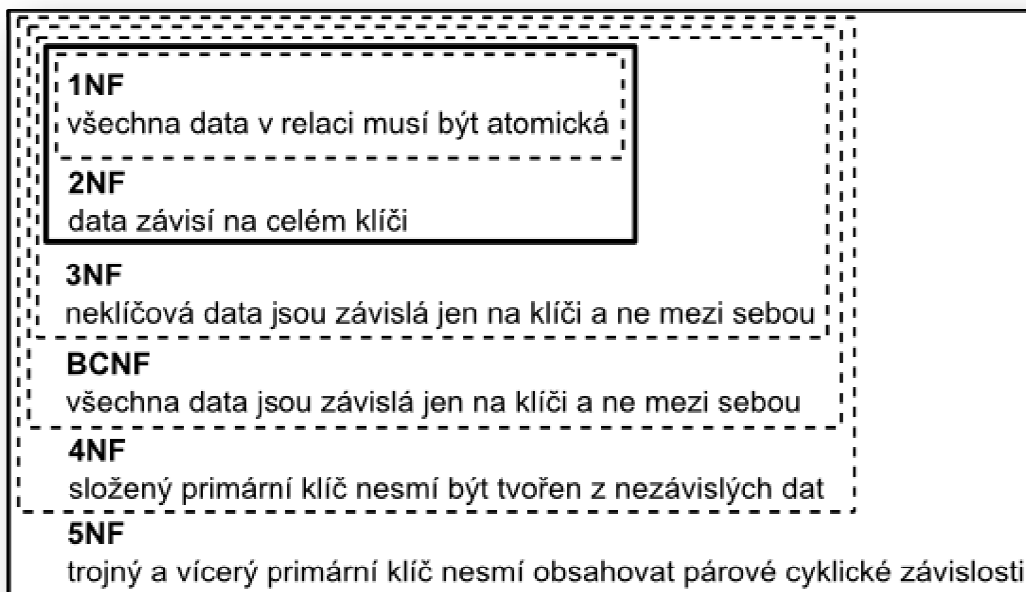 1NF
všechna data v relaci musí být atomická
2NF
data závisí na celém klíči
3NF
neklíčová data jsou závislá jen na klíči a ne mezi sebou
BCNF
všechna data jsou závislá jen na klíči a ne mezi sebou
4NF
složený primární klíč nesmí být tvořen z nezávislých dat
5NF
trojný a vícerý primární klíč nesmí obsahovat párové cyklické závislosti